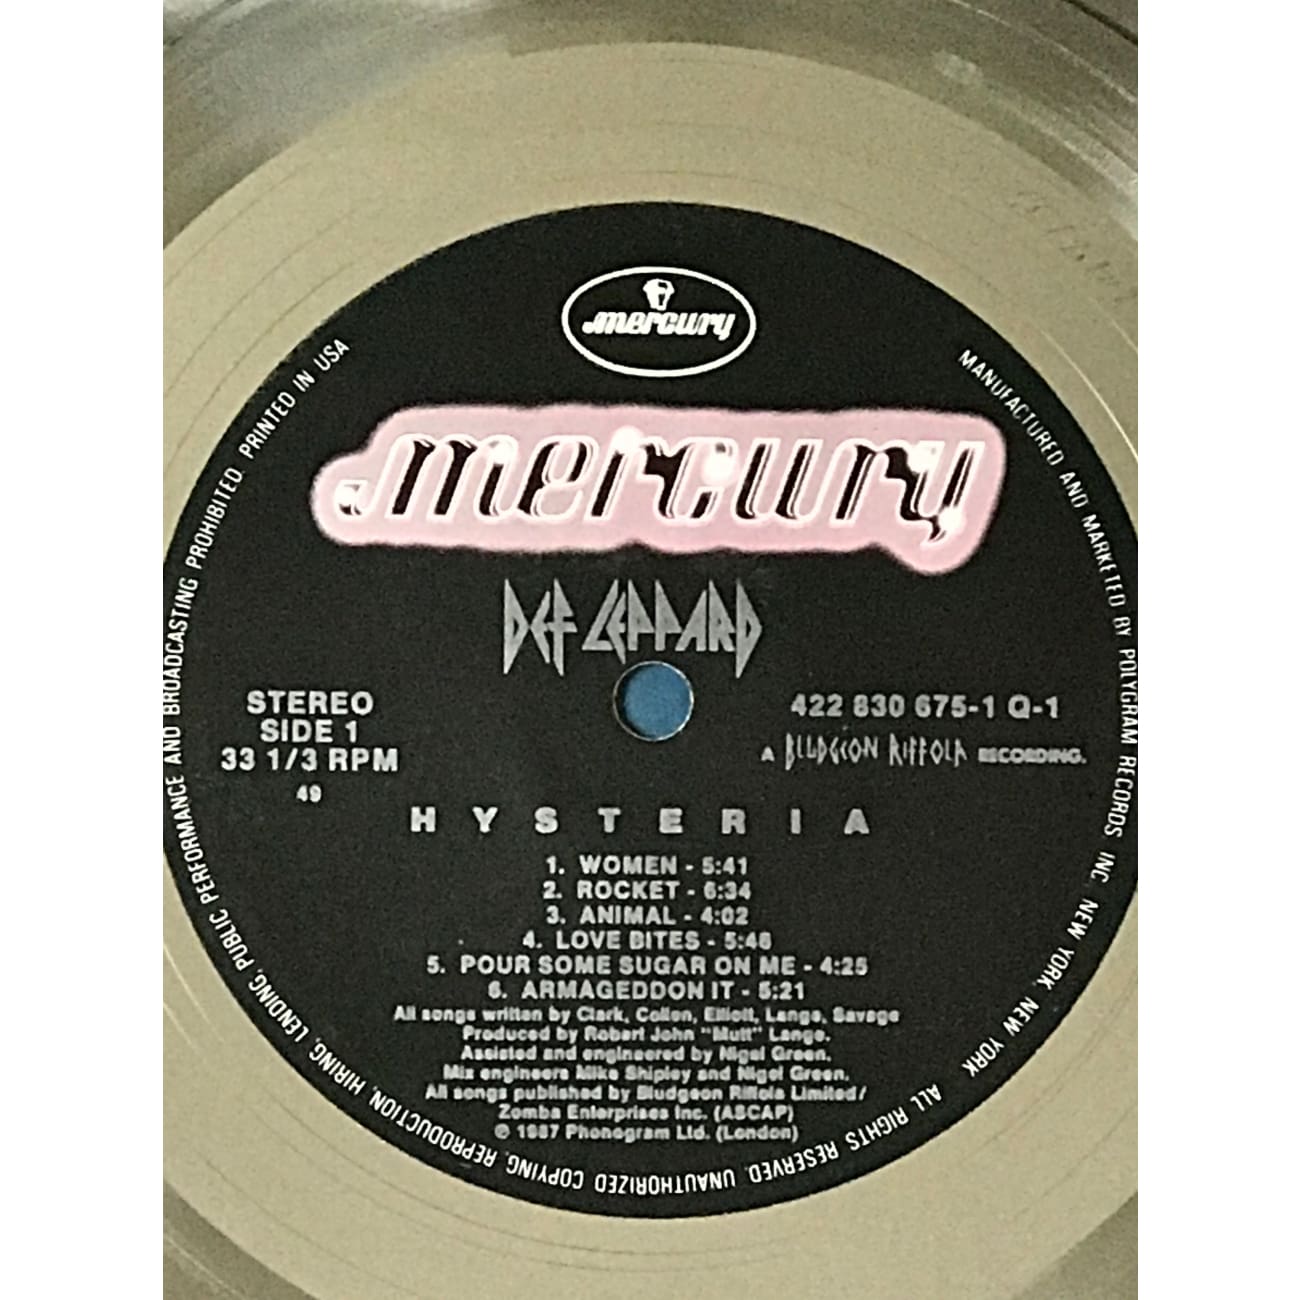 mercury
mercury
DEF LEPPARD
STEREO
SIDE 1
33 1/3 RPM
49
422 830 675-1 Q-1
A BLUDGEON RIFFOLA RECORDING.
HYSTERIA
1. WOMEN - 5:41
2. ROCKET - 6:34
3. ANIMAL - 4:02
4. LOVE BITES - 5:46
5. POUR SOME SUGAR ON ME - 4:25
6. ARMAGEDDON IT - 5:21
All songs written by Clark, Collen, Elliott, Lange, Savage
Produced by Robert John "Mutt" Lange.
Assisted and engineered by Nigel Green.
Mix engineers Mike Shipley and Nigel Green.
All songs published by Bludgeon Riffola Limited/
Zomba Enterprises Inc. (ASCAP)
℗ 1987 Phonogram Ltd. (London)
MANUFACTURED AND MARKETED BY POLYGRAM RECORDS, INC., NEW YORK, NEW YORK ALL RIGHTS RESERVED. UNAUTHORIZED COPYING, REPRODUCTION, HIRING, LENDING, PUBLIC PERFORMANCE AND BROADCASTING PROHIBITED. PRINTED IN USA